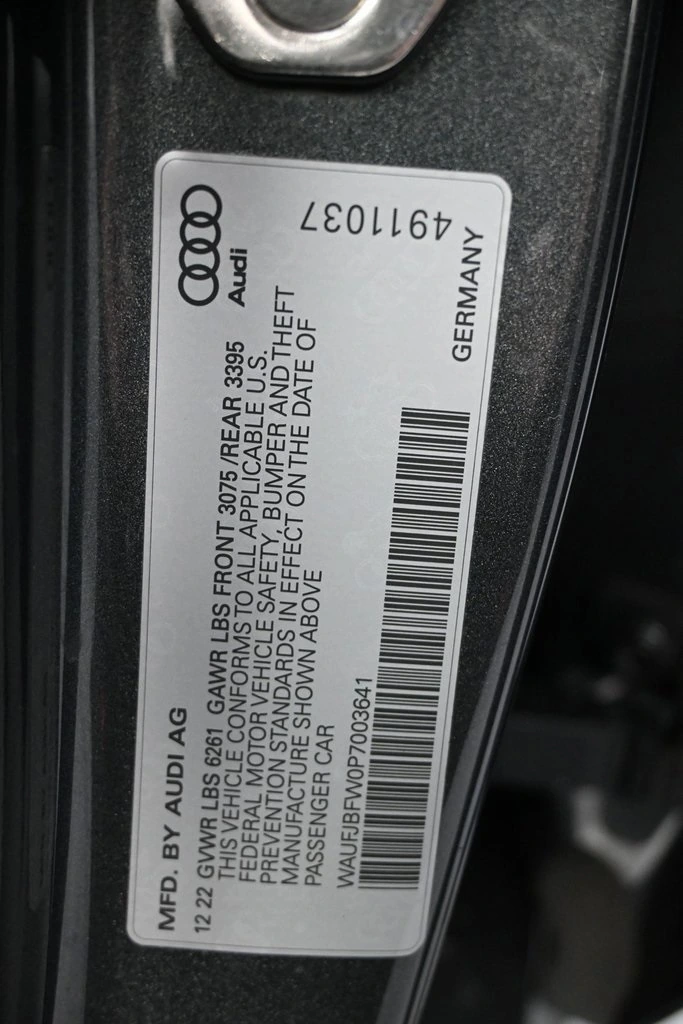 MFD. BY AUDI AG
12 22 GVWR LBS 6261 GAWR LBS FRONT 3075 /REAR 3395
THIS VEHICLE CONFORMS TO ALL APPLICABLE U.S.
FEDERAL MOTOR VEHICLE SAFETY, BUMPER AND THEFT
PREVENTION STANDARDS IN EFFECT ON THE DATE OF
MANUFACTURE SHOWN ABOVE
PASSENGER CAR
WAUFJBFW0P7003641
Audi
4911037
GERMANY